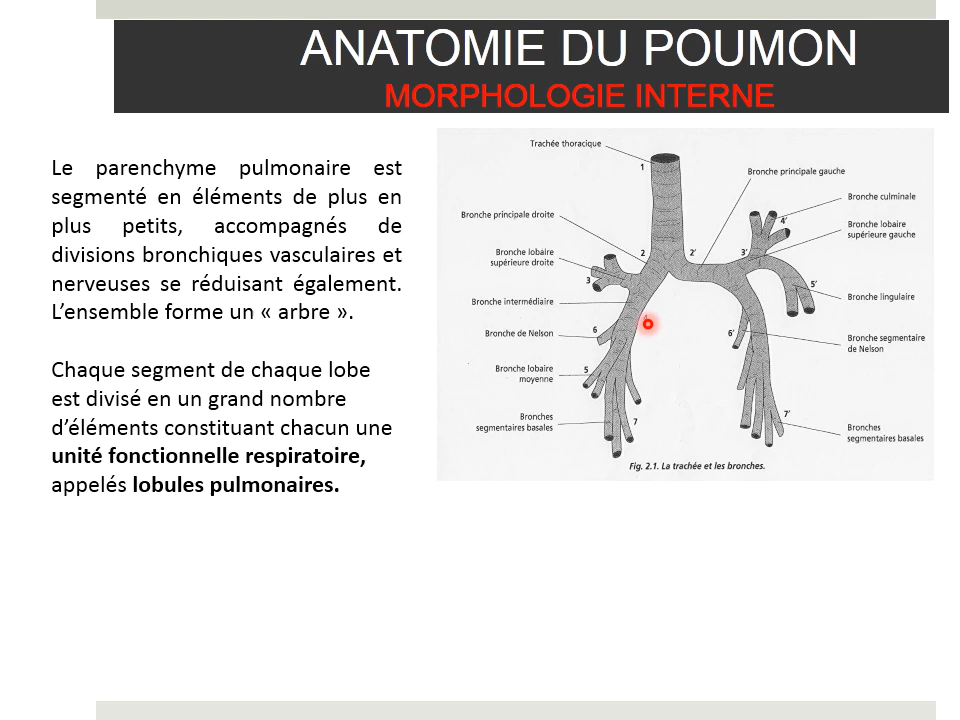 ANATOMIE DU POUMON
MORPHOLOGIE INTERNE
Le parenchyme pulmonaire est
segmenté en éléments de plus en
plus petits, accompagnés de
divisions bronchiques vasculaires et
nerveuses se réduisant également.
L'ensemble forme un « arbre ».
Chaque segment de chaque lobe
est divisé en un grand nombre
d'éléments constituant chacun une
unité fonctionnelle respiratoire,
appelés lobules pulmonaires.
Trachée thoracique
1
Bronche principale gauche
Bronche culminale
4'
Bronche principale droite
Bronche lobaire
supérieure gauche
2
2'
3'
Bronche lobaire
supérieure droite
3
5'
Bronche intermédiaire
Bronche lingulaire
6
Bronche de Nelson
6'
Bronche segmentaire
de Nelson
Bronche lobaire
moyenne
5
Bronches
segmentaires basales
7
7'
Bronches
segmentaires basales
Fig. 2.1. La trachée et les bronches.